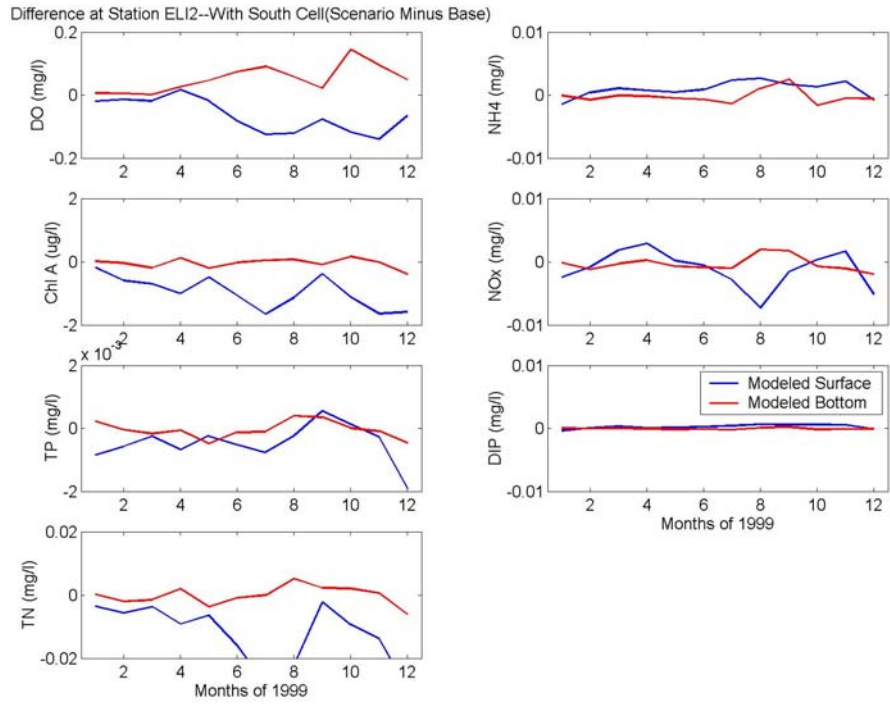 Difference at Station ELI2--With South Cell(Scenario Minus Base)
0.2
0
-0.2
DO (mg/l)
2 4 6 8 10 12
0.01
0
-0.01
NH4 (mg/l)
2 4 6 8 10 12
2
0
-2
Chl A (ug/l)
2 4 6 8 10 12
0.01
0
-0.01
NOx (mg/l)
2 4 6 8 10 12
x 10⁻³
2
0
-2
TP (mg/l)
2 4 6 8 10 12
0.01
0
-0.01
DIP (mg/l)
Modeled Surface
Modeled Bottom
2 4 6 8 10 12
Months of 1999
0.02
0
-0.02
TN (mg/l)
2 4 6 8 10 12
Months of 1999